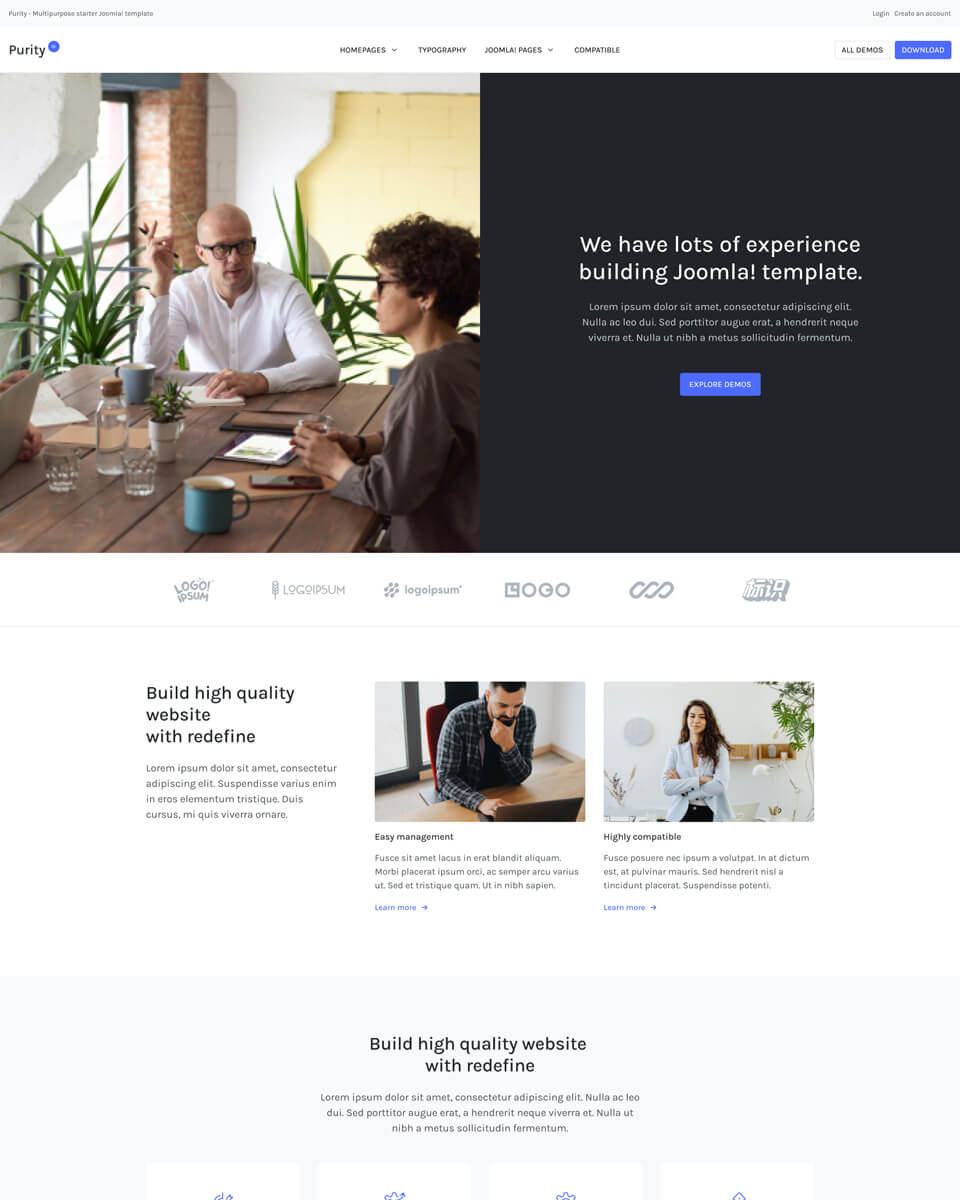 Purity - Multipurpose starter Joomla! template
Login Create an account
Purity
HOMEPAGES TYPOGRAPHY JOOMLA! PAGES COMPATIBLE
ALL DEMOS DOWNLOAD
We have lots of experience
building Joomla! template.
Lorem ipsum dolor sit amet, consectetur adipiscing elit.
Nulla ac leo dui. Sed porttitor augue erat, a hendrerit neque
viverra et. Nulla ut nibh a metus sollicitudin fermentum.
EXPLORE DEMOS
LOGO!
IPSUM
LOGOIPSUM
logoipsum
LOGO
标识
Build high quality
website
with redefine
Lorem ipsum dolor sit amet, consectetur
adipiscing elit. Suspendisse varius enim
in eros elementum tristique. Duis
cursus, mi quis viverra ornare.
Easy management
Fusce sit amet lacus in erat blandit aliquam.
Morbi placerat ipsum orci, ac semper arcu varius
ut. Sed et tristique quam. Ut in nibh sapien.
Learn more
Highly compatible
Fusce posuere nec ipsum a volutpat. In at dictum
est, at pulvinar mauris. Sed hendrerit nisl a
tincidunt placerat. Suspendisse potenti.
Learn more
Build high quality website
with redefine
Lorem ipsum dolor sit amet, consectetur adipiscing elit. Nulla ac leo
dui. Sed porttitor augue erat, a hendrerit neque viverra et. Nulla ut
nibh a metus sollicitudin fermentum.